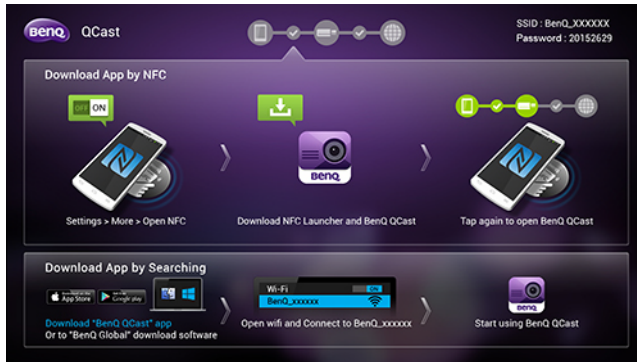 BenQ QCast
SSID : BenQ_XXXXXX
Password : 20152629
Download App by NFC
OFF ON
BenQ
Settings > More > Open NFC
Download NFC Launcher and BenQ QCast
Tap again to open BenQ QCast
Download App by Searching
App Store
Google play
Wi-Fi ON
BenQ_xxxxxx
BenQ
Download "BenQ QCast" app
Or to "BenQ Global" download software
Open wifi and Connect to BenQ_xxxxxx
Start using BenQ QCast